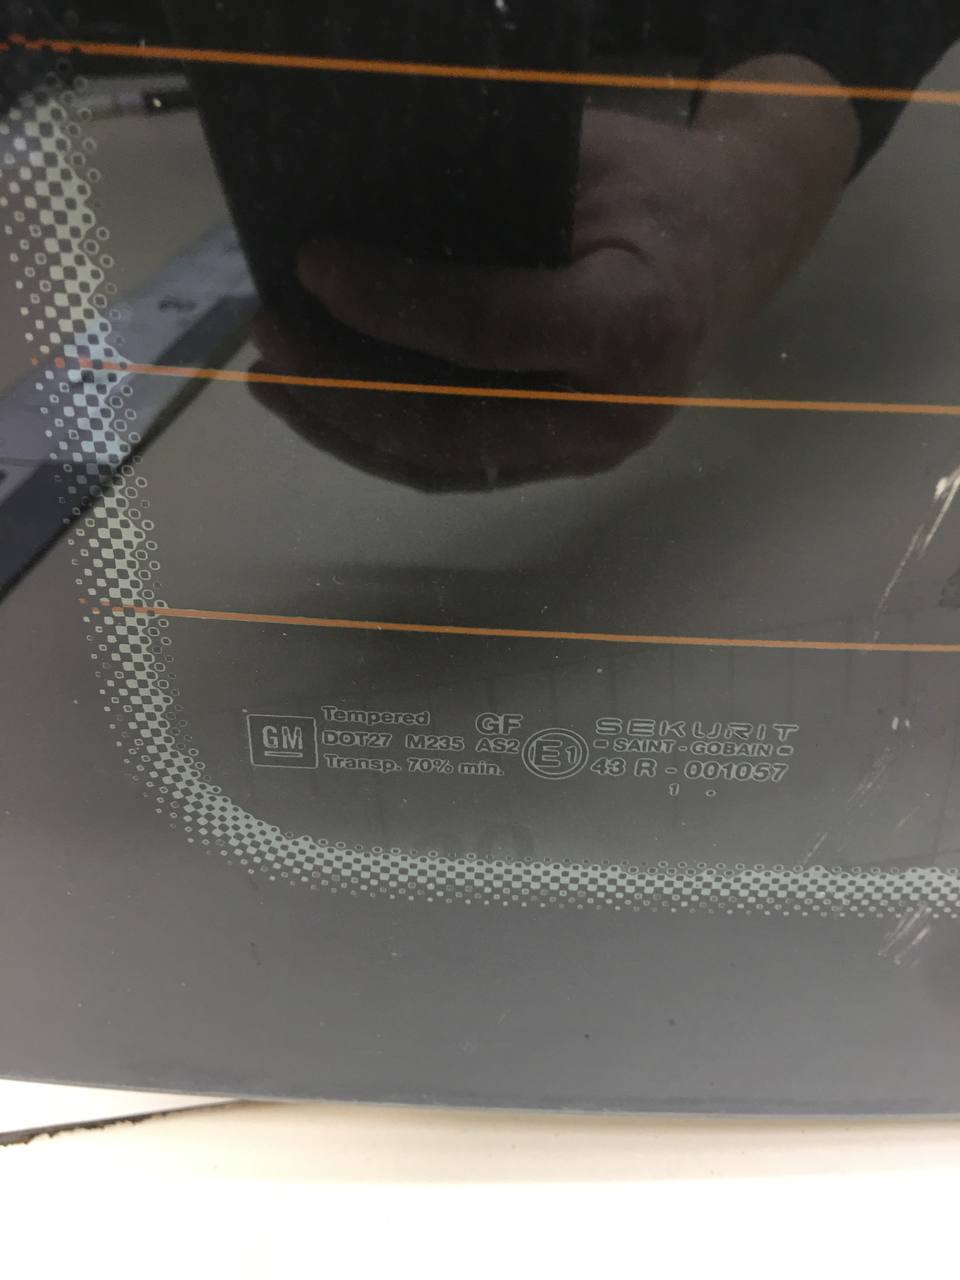 GM
Tempered GF
DOT27 M235 AS2
Transp. 70% min.
E1
SEKURIT
- SAINT - GOBAIN -
43 R - 001057
1 .